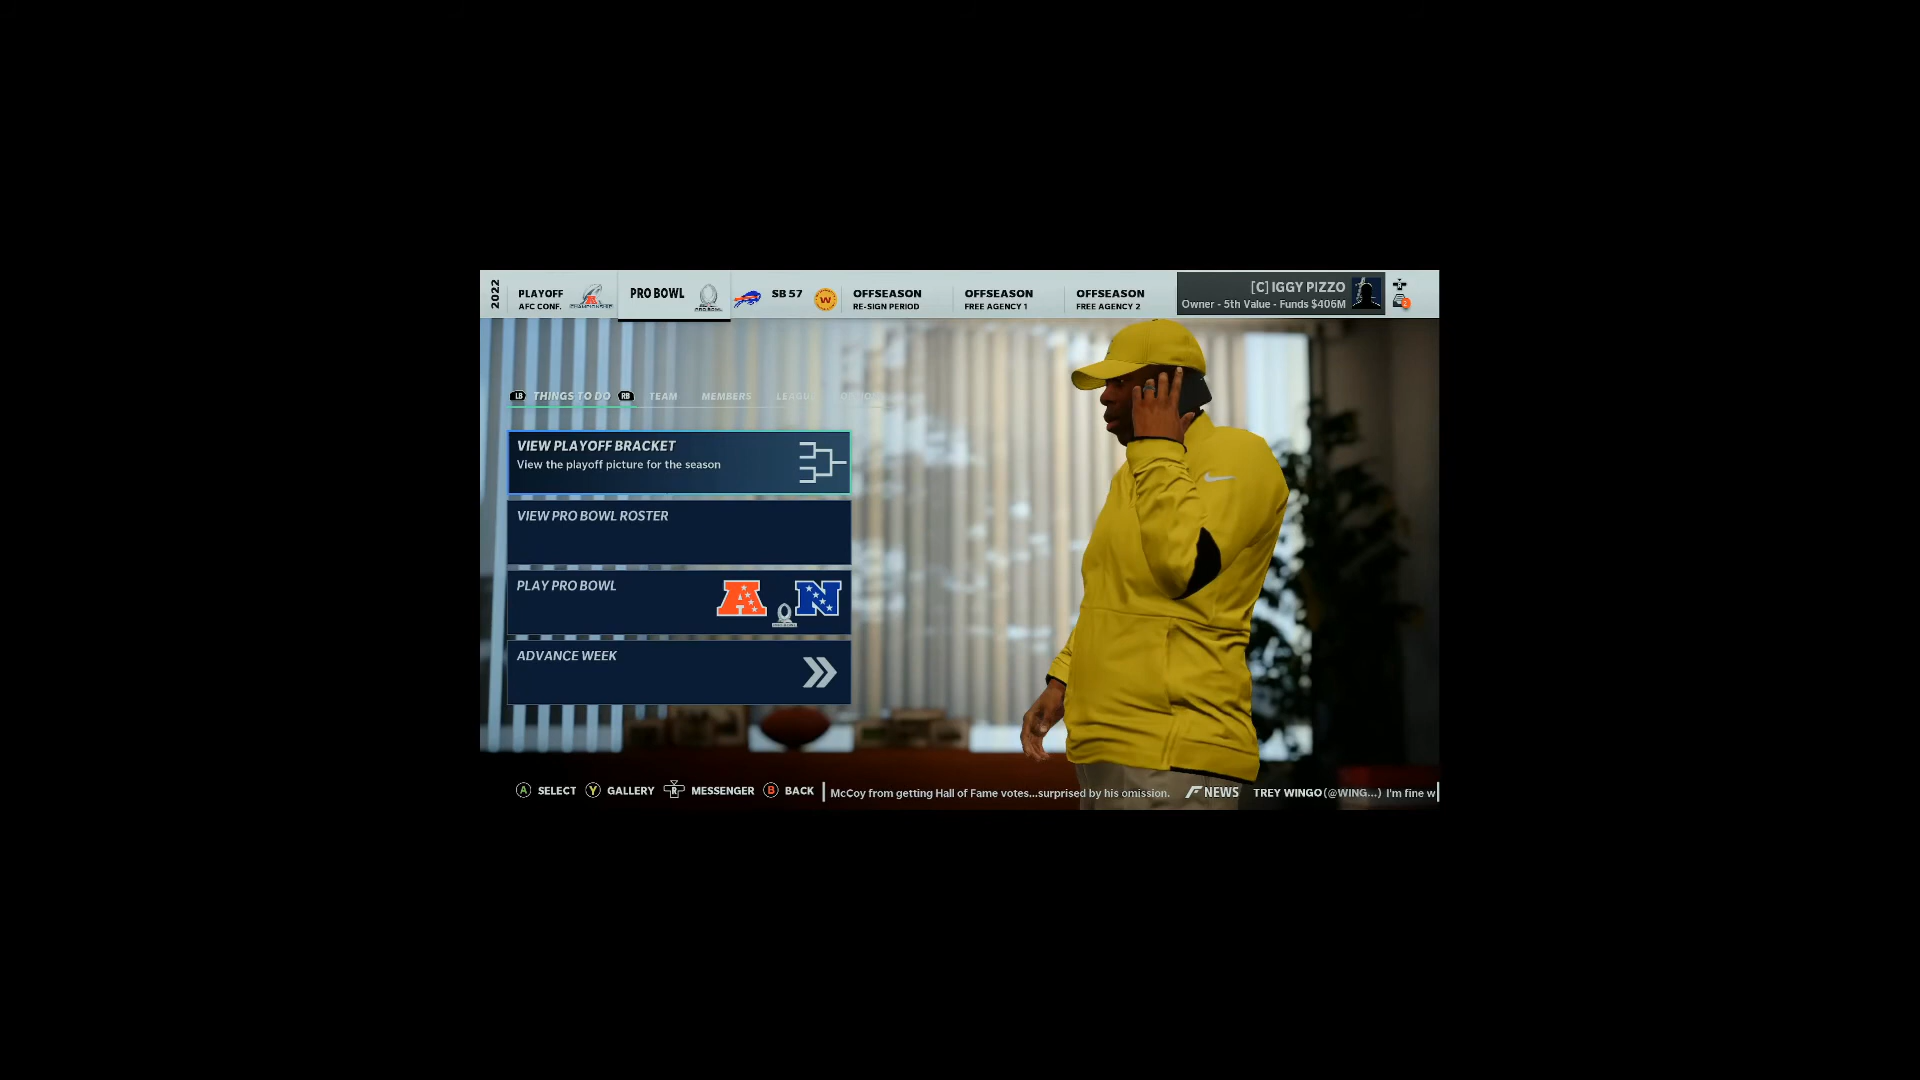 2022
PLAYOFF
AFC CONF.
PRO BOWL
SB 57
W
OFFSEASON
RE-SIGN PERIOD
OFFSEASON
FREE AGENCY 1
OFFSEASON
FREE AGENCY 2
[C] IGGY PIZZO
Owner - 5th Value - Funds $406M
2
LB THINGS TO DO RB TEAM MEMBERS
VIEW PLAYOFF BRACKET
View the playoff picture for the season
VIEW PRO BOWL ROSTER
PLAY PRO BOWL
A N
ADVANCE WEEK
A SELECT Y GALLERY R MESSENGER B BACK McCoy from getting Hall of Fame votes...surprised by his omission. NEWS TREY WINGO (@WING...) I'm fine w